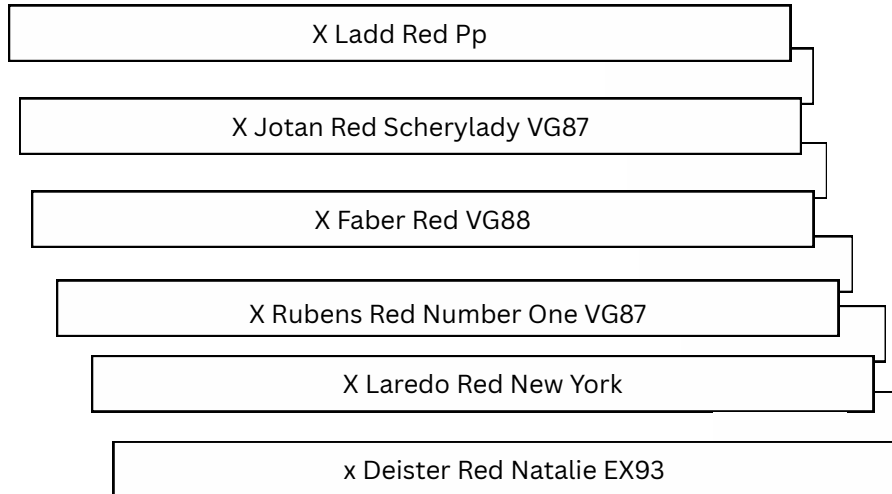 X Ladd Red Pp
X Jotan Red Scherylady VG87
X Faber Red VG88
X Rubens Red Number One VG87
X Laredo Red New York
x Deister Red Natalie EX93